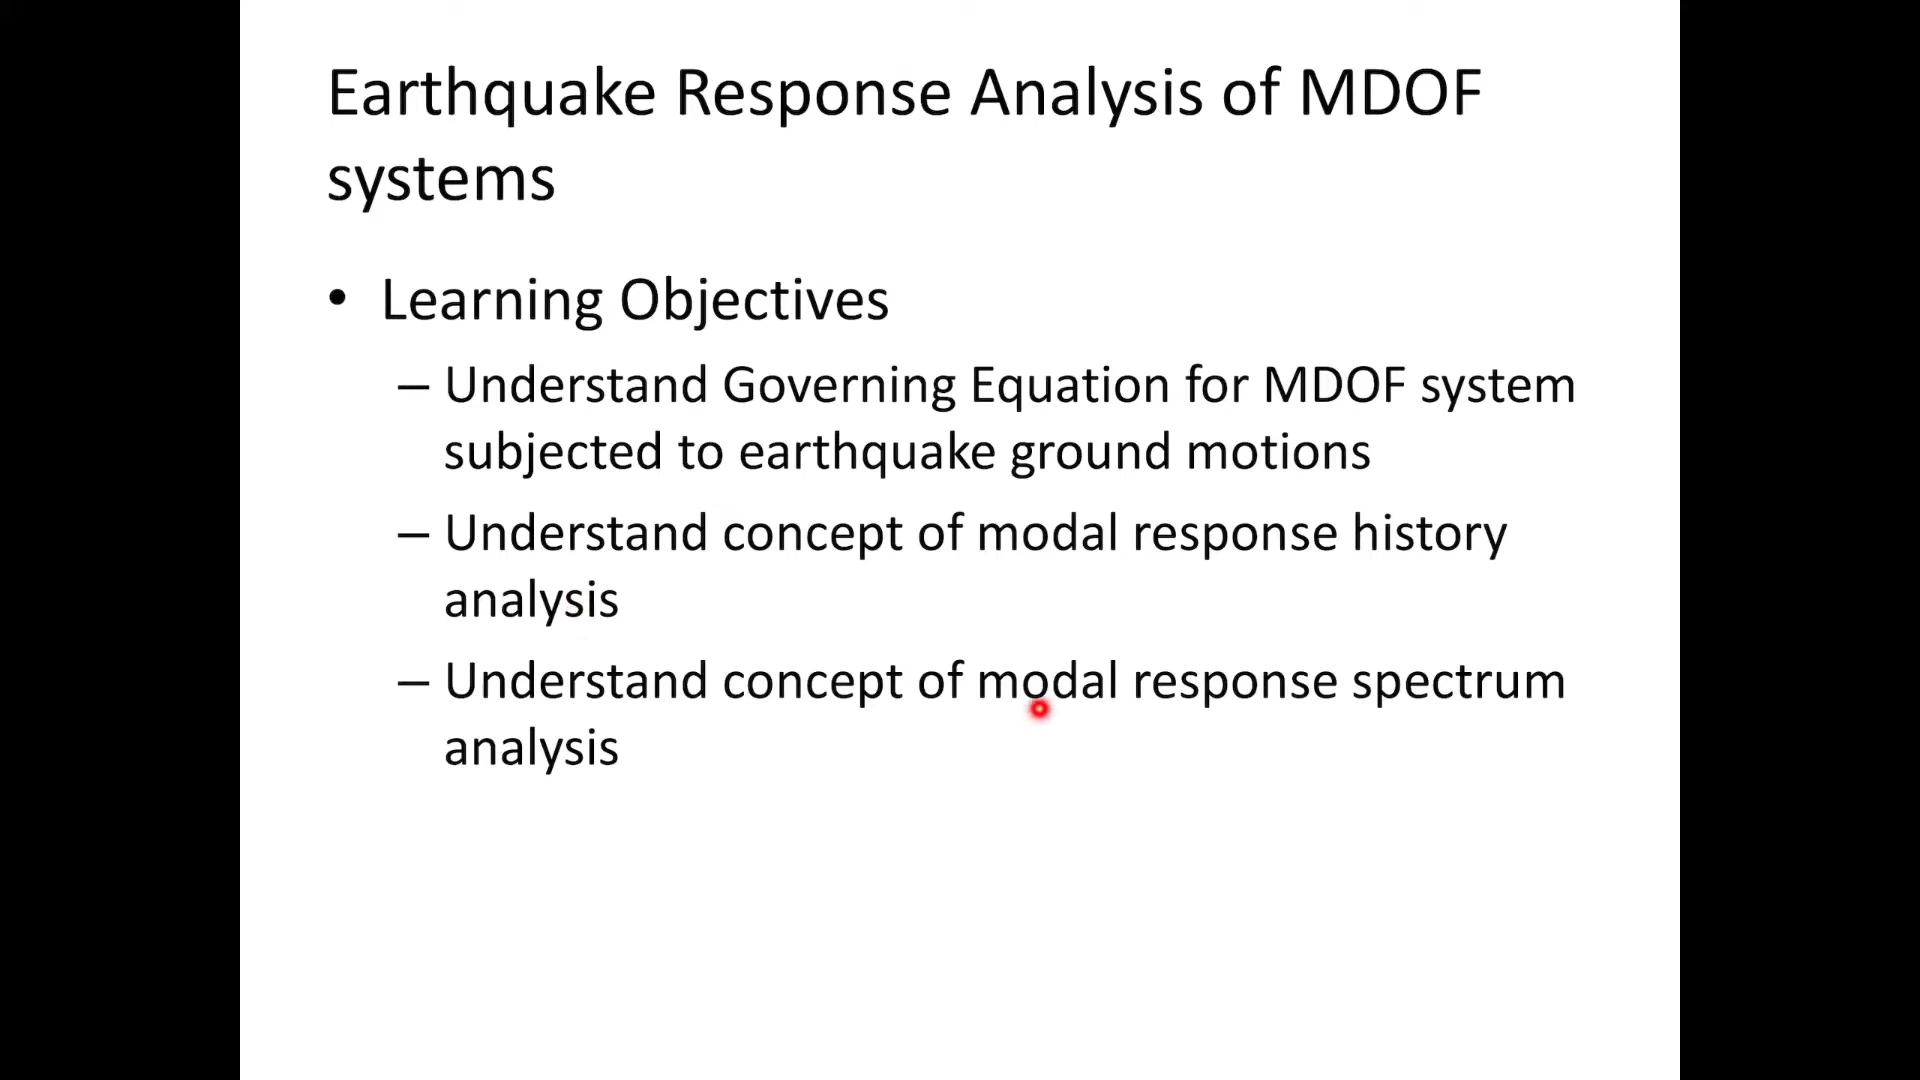 Earthquake Response Analysis of MDOF
systems
• Learning Objectives
– Understand Governing Equation for MDOF system
subjected to earthquake ground motions
– Understand concept of modal response history
analysis
– Understand concept of modal response spectrum
analysis